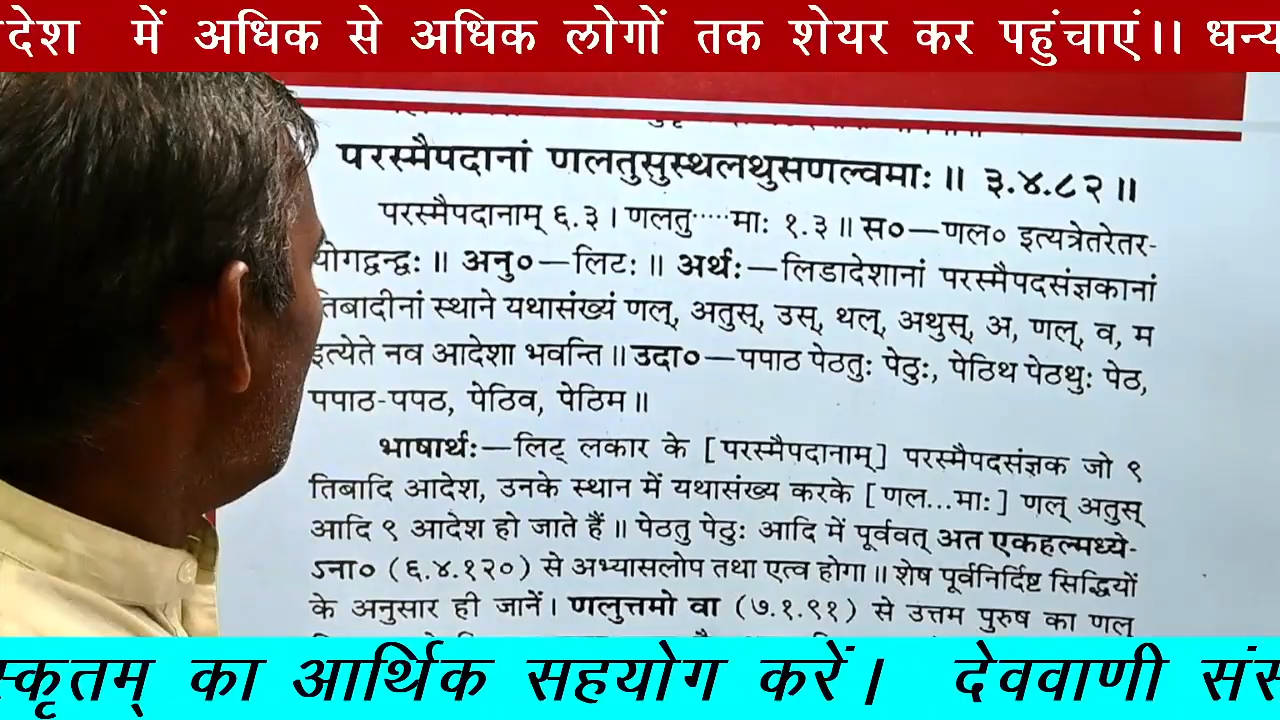 देश में अधिक से अधिक लोगों तक शेयर कर पहुंचाएं।। धन्य
परस्मैपदानां णलतुसुस्थलथुसणल्वमाः ॥ ३.४.८२ ॥
परस्मैपदानाम् ६.३ । णलतु·····माः १.३ ॥ स०—णल० इत्यत्रेतरेतर-
योगद्वन्द्वः ॥ अनु०—लिटः ॥ अर्थः—लिडादेशानां परस्मैपदसंज्ञकानां
तिबादीनां स्थाने यथासंख्यं णल्, अतुस्, उस्, थल्, अथुस्, अ, णल्, व, म
इत्येते नव आदेशा भवन्ति ॥ उदा०—पपाठ पेठतुः पेठुः, पेठिथ पेठथुः पेठ,
पपाठ-पपठ, पेठिव, पेठिम ॥
भाषार्थः—लिट् लकार के [परस्मैपदानाम्] परस्मैपदसंज्ञक जो ९
तिबादि आदेश, उनके स्थान में यथासंख्य करके [णल...माः] णल् अतुस्
आदि ९ आदेश हो जाते हैं ॥ पेठतु पेठुः आदि में पूर्ववत् अत एकहल्मध्ये-
ऽना० (६.४.१२०) से अभ्यासलोप तथा एत्व होगा ॥ शेष पूर्वनिर्दिष्ट सिद्धियों
के अनुसार ही जानें। णलुत्तमो वा (७.१.९१) से उत्तम पुरुष का णल्
स्कृतम् का आर्थिक सहयोग करें। देववाणी संस